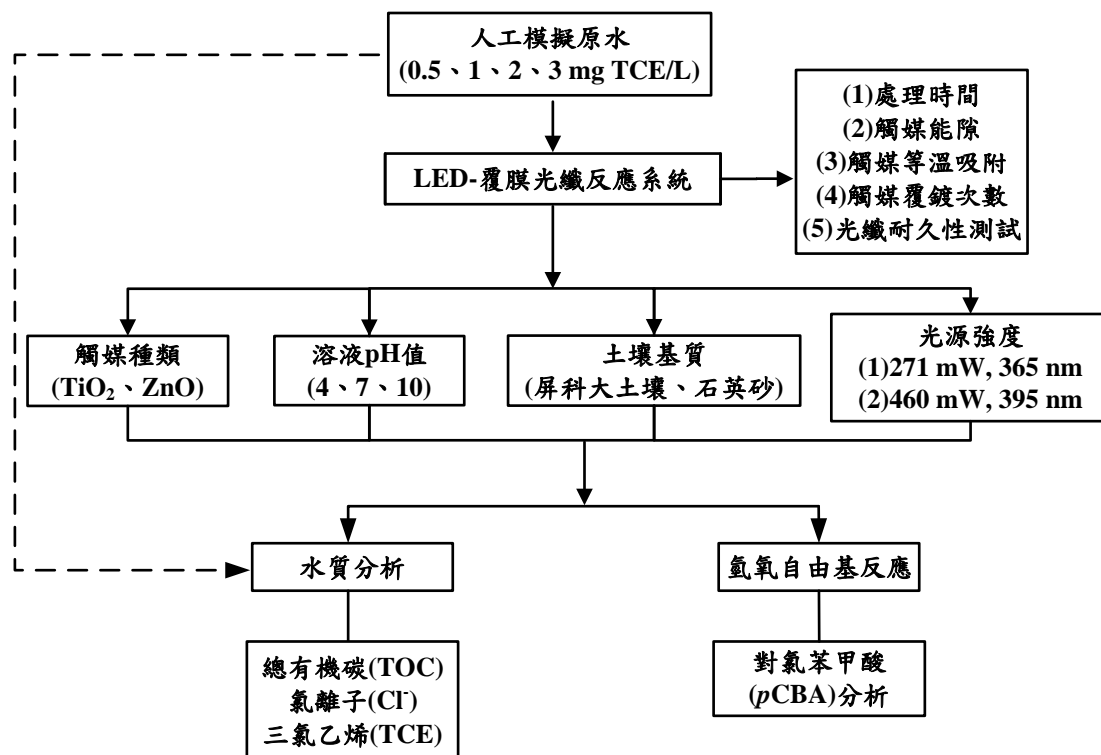 人工模擬原水
(0.5、1、2、3 mg TCE/L)
(1)處理時間
(2)觸媒能隙
(3)觸媒等溫吸附
(4)觸媒覆鍍次數
(5)光纖耐久性測試
LED-覆膜光纖反應系統
觸媒種類
(TiO₂、ZnO)
溶液pH值
(4、7、10)
土壤基質
(屏科大土壤、石英砂)
光源強度
(1)271 mW, 365 nm
(2)460 mW, 395 nm
水質分析
氫氧自由基反應
總有機碳(TOC)
氯離子(Cl⁻)
三氯乙烯(TCE)
對氯苯甲酸
(pCBA)分析